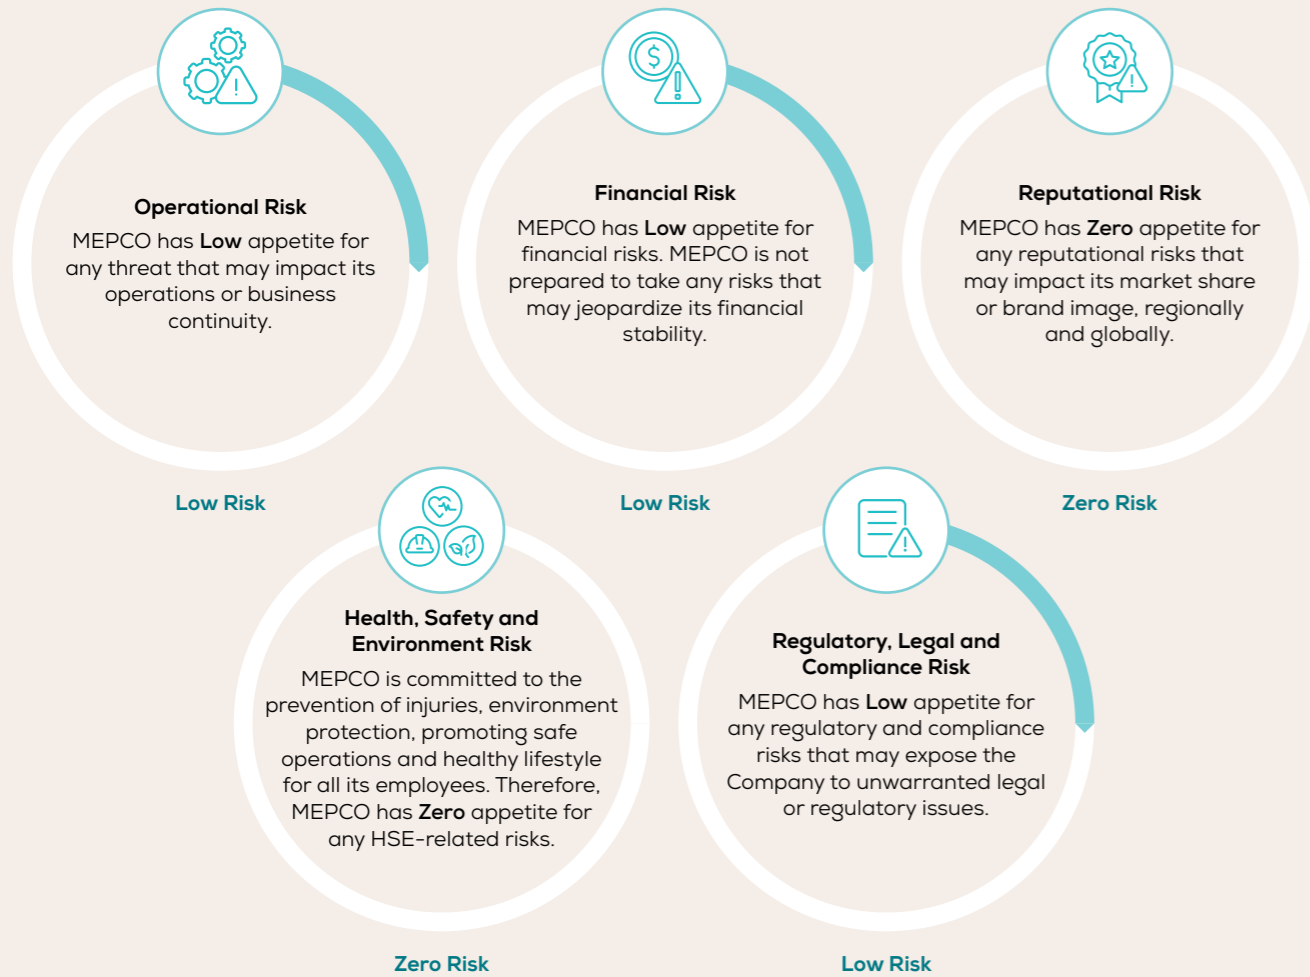 Operational Risk
MEPCO has Low appetite for
any threat that may impact its
operations or business
continuity.
Low Risk
Financial Risk
MEPCO has Low appetite for
financial risks. MEPCO is not
prepared to take any risks that
may jeopardize its financial
stability.
Low Risk
Reputational Risk
MEPCO has Zero appetite for
any reputational risks that
may impact its market share
or brand image, regionally
and globally.
Zero Risk
Health, Safety and
Environment Risk
MEPCO is committed to the
prevention of injuries, environment
protection, promoting safe
operations and healthy lifestyle
for all its employees. Therefore,
MEPCO has Zero appetite for
any HSE-related risks.
Zero Risk
Regulatory, Legal and
Compliance Risk
MEPCO has Low appetite for
any regulatory and compliance
risks that may expose the
Company to unwarranted legal
or regulatory issues.
Low Risk